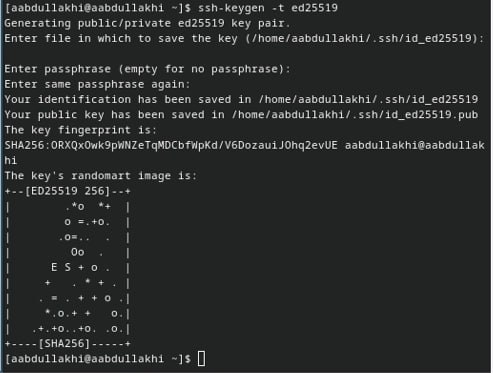 [aabdullakhi@aabdullakhi ~]$ ssh-keygen -t ed25519
Generating public/private ed25519 key pair.
Enter file in which to save the key (/home/aabdullakhi/.ssh/id_ed25519):
Enter passphrase (empty for no passphrase):
Enter same passphrase again:
Your identification has been saved in /home/aabdullakhi/.ssh/id_ed25519
Your public key has been saved in /home/aabdullakhi/.ssh/id_ed25519.pub
The key fingerprint is:
SHA256:ORXQxOwk9pWNZeTqMDCbfWpKd/V6DozauiJOhq2evUE aabdullakhi@aabdullak
hi
The key's randomart image is:
+--[ED25519 256]--+
|        .*o  *+  |
|        o =.+o.  |
|       .o=..  .  |
|         Oo  .   |
|      E S + o .  |
|     +   . * + . |
|    . = . + + o .|
|     *.o.+ +   o.|
|   .+.+o..+o. .o.|
+----[SHA256]-----+
[aabdullakhi@aabdullakhi ~]$